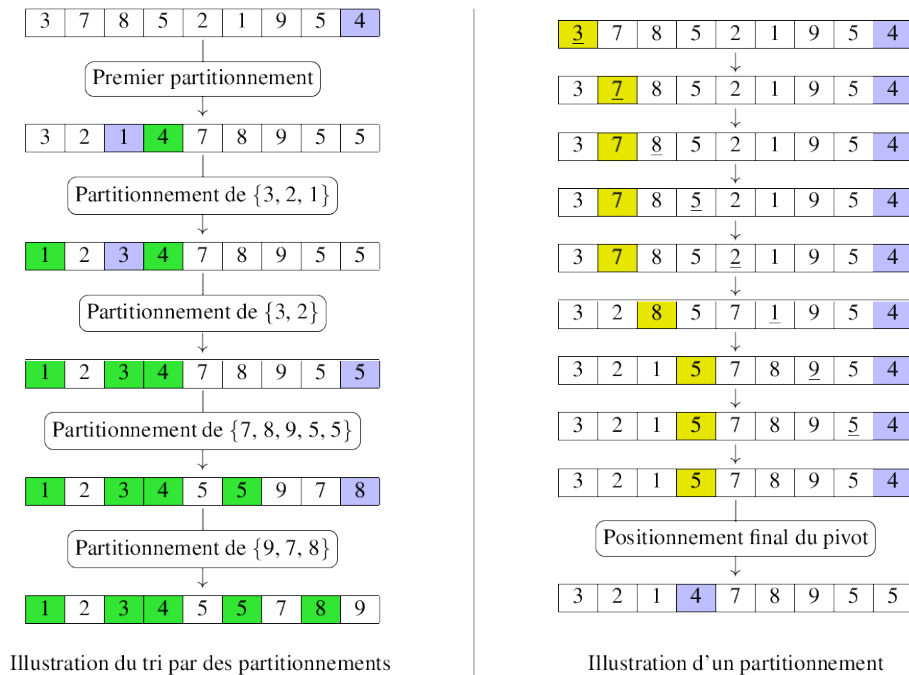 3 7 8 5 2 1 9 5 4
Premier partitionnement
3 2 1 4 7 8 9 5 5
Partitionnement de {3, 2, 1}
1 2 3 4 7 8 9 5 5
Partitionnement de {3, 2}
1 2 3 4 7 8 9 5 5
Partitionnement de {7, 8, 9, 5, 5}
1 2 3 4 5 5 9 7 8
Partitionnement de {9, 7, 8}
1 2 3 4 5 5 7 8 9
Illustration du tri par des partitionnements
3 7 8 5 2 1 9 5 4
3 7 8 5 2 1 9 5 4
3 7 8 5 2 1 9 5 4
3 7 8 5 2 1 9 5 4
3 7 8 5 2 1 9 5 4
3 2 8 5 7 1 9 5 4
3 2 1 5 7 8 9 5 4
3 2 1 5 7 8 9 5 4
3 2 1 5 7 8 9 5 4
Positionnement final du pivot
3 2 1 4 7 8 9 5 5
Illustration d'un partitionnement